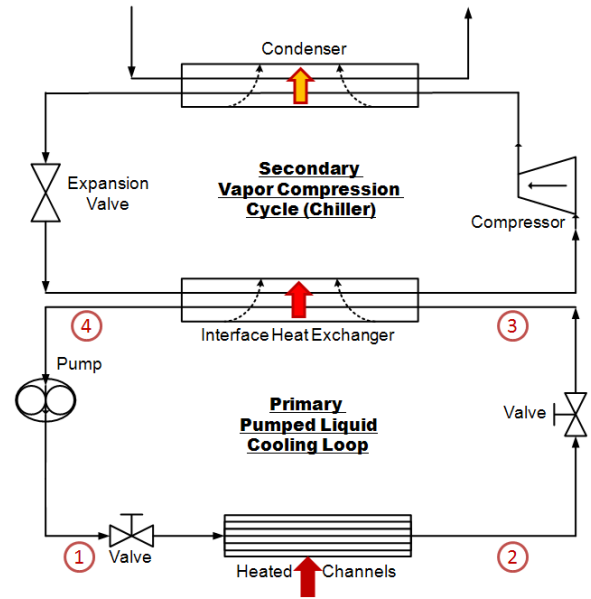 Condenser
Expansion
Valve
Secondary
Vapor Compression
Cycle (Chiller)
Compressor
4
Interface Heat Exchanger
3
Pump
Primary
Pumped Liquid
Cooling Loop
Valve
1
Valve
2
Heated Channels